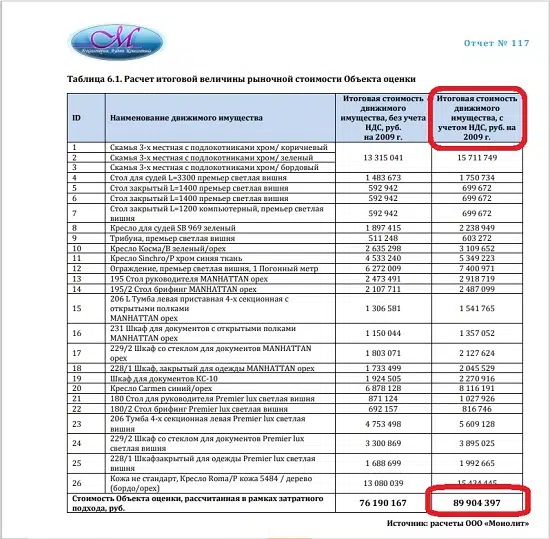 Отчет № 117
Таблица 6.1. Расчет итоговой величины рыночной стоимости Объекта оценки
ID Наименование движимого имущества Итоговая стоимость движимого имущества, без учета НДС, руб. на 2009 г. Итоговая стоимость движимого имущества, с учетом НДС, руб. на 2009 г.
1 Скамья 3-х местная с подлокотниками хром/ коричневый
2 Скамья 3-х местная с подлокотниками хром/ зеленый 13 315 041 15 711 749
3 Скамья 3-х местная с подлокотниками хром/ бордовый
4 Стол для судей L=3300 премьер светлая вишня 1 483 673 1 750 734
5 Стол закрытый L=1400 премьер светлая вишня 592 942 699 672
6 Стол закрытый L=1400 премьер светлая вишня 592 942 699 672
7 Стол закрытый L=1200 компьютерный, премьер светлая
вишня 592 942 699 672
8 Кресло для судей SB 969 зеленый 1 897 415 2 238 949
9 Трибуна, премьер светлая вишня 511 248 603 272
10 Кресло Косма/В зеленый/орех 2 635 298 3 109 652
11 Кресло Sinchro/P хром синяя ткань 4 533 240 5 349 223
12 Ограждение, премьер светлая вишня, 1 Погонный метр 6 272 009 7 400 971
13 195 Стол руководителя MANHATTAN орех 2 473 491 2 918 719
14 195/2 Стол брифинг MANHATTAN орех 2 107 711 2 487 099
15 206 L Тумба левая приставная 4-х секционная с
открытыми полками
MANHATTAN орех 1 306 581 1 541 765
16 231 Шкаф для документов с открытыми полками
MANHATTAN орех 1 150 044 1 357 052
17 229/2 Шкаф со стеклом для документов MANHATTAN
орех 1 803 071 2 127 624
18 228/1 Шкаф, закрытый для одежды MANHATTAN орех 1 733 499 2 045 529
19 Шкаф для документов КС-10 1 924 505 2 270 916
20 Кресло Carmen синий/орех 6 878 128 8 116 191
21 180 Стол для руководителя Premier lux светлая вишня 871 124 1 027 926
22 180/2 Стол брифинг Premier lux светлая вишня 692 157 816 746
23 206 Тумба 4-х секционная левая Premier lux светлая
вишня 4 753 498 5 609 128
24 229/2 Шкаф со стеклом для документов Premier lux
светлая вишня 3 300 869 3 895 025
25 228/1 Шкафзакрытый для одежды Premier lux светлая
вишня 1 688 699 1 992 665
26 Кожа не стандарт, Кресло Roma/P кожа 5484 / дерево
(бордо/орех) 13 080 039 15 434 445
Стоимость Объекта оценки, рассчитанная в рамках затратного
подхода, руб. 76 190 167 89 904 397
Источник: расчеты ООО «Монолит»